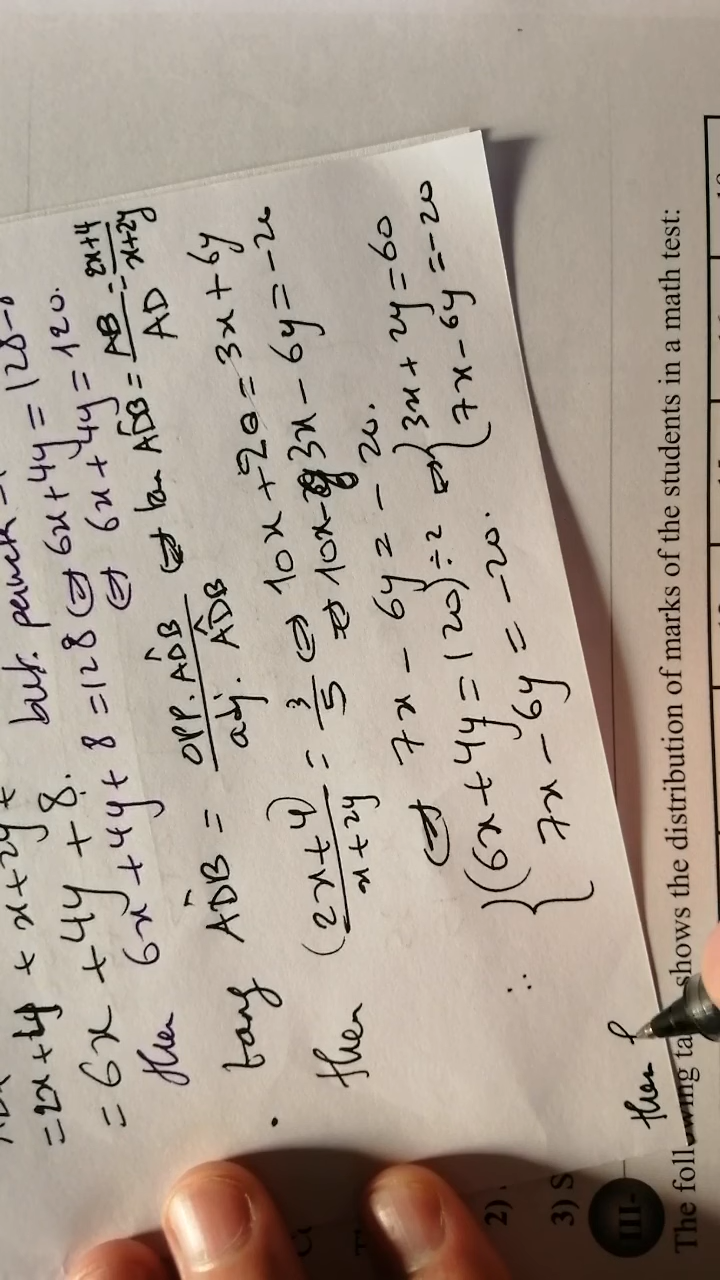 =2x+4 + x+2y+ but. 4y = 128-
= 6x + 4y + 8. ⇔ 6x + 4y = 120.
then 6x + 4y + 8 = 128 ⇔ 6x + 4y = 120
tang ADB̂ = OPP. ADB̂ / adj. ADB̂ ⇔ tan ADB̂ = AB/AD = 2x+4/x+2y
then (2x+4)/x+2y = 3/5 ⇔ 10x + 20 = 3x + 6y
⇔ 10x - 3x - 6y = -20
⇔ 7x - 6y = -20.
∴ {(6x + 4y = 120) ÷ 2 ⇔ {3x + 2y = 60
7x - 6y = -20. 7x - 6y = -20
then
2)
3) S
III-
The following ta shows the distribution of marks of the students in a math test: